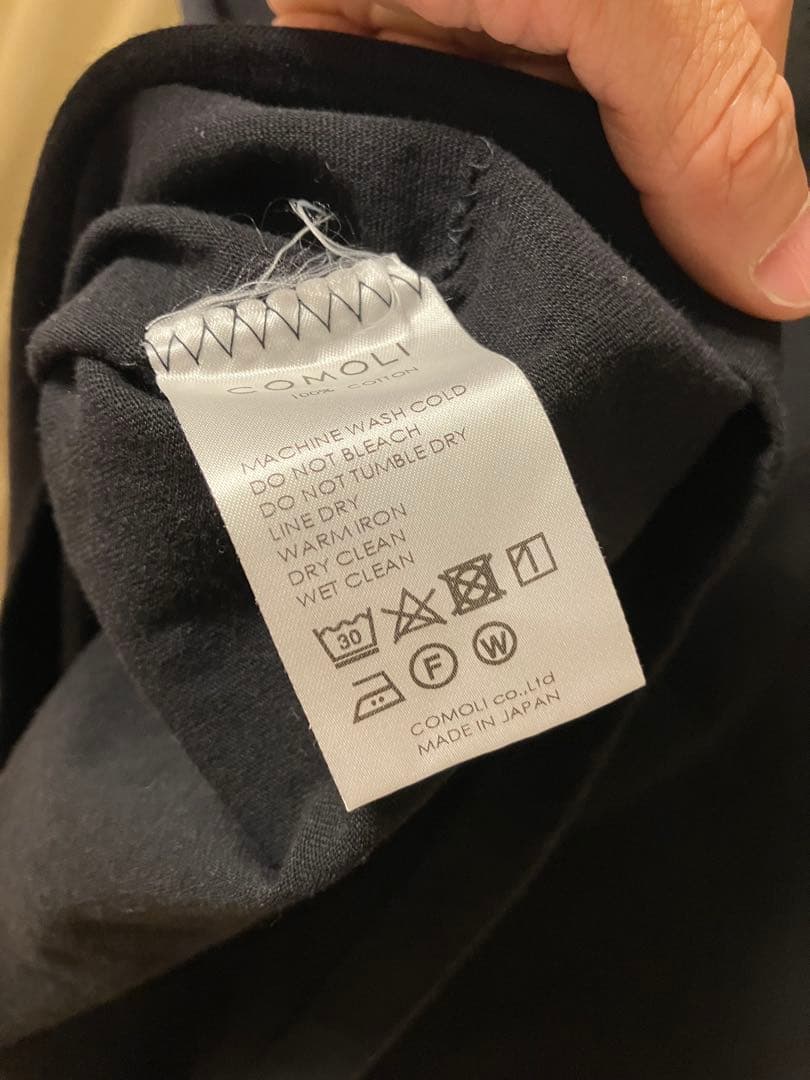 COMOLI
100% COTTON
MACHINE WASH COLD
DO NOT BLEACH
DO NOT TUMBLE DRY
LINE DRY
WARM IRON
DRY CLEAN
WET CLEAN
30
F W
COMOLI co.,Ltd
MADE IN JAPAN